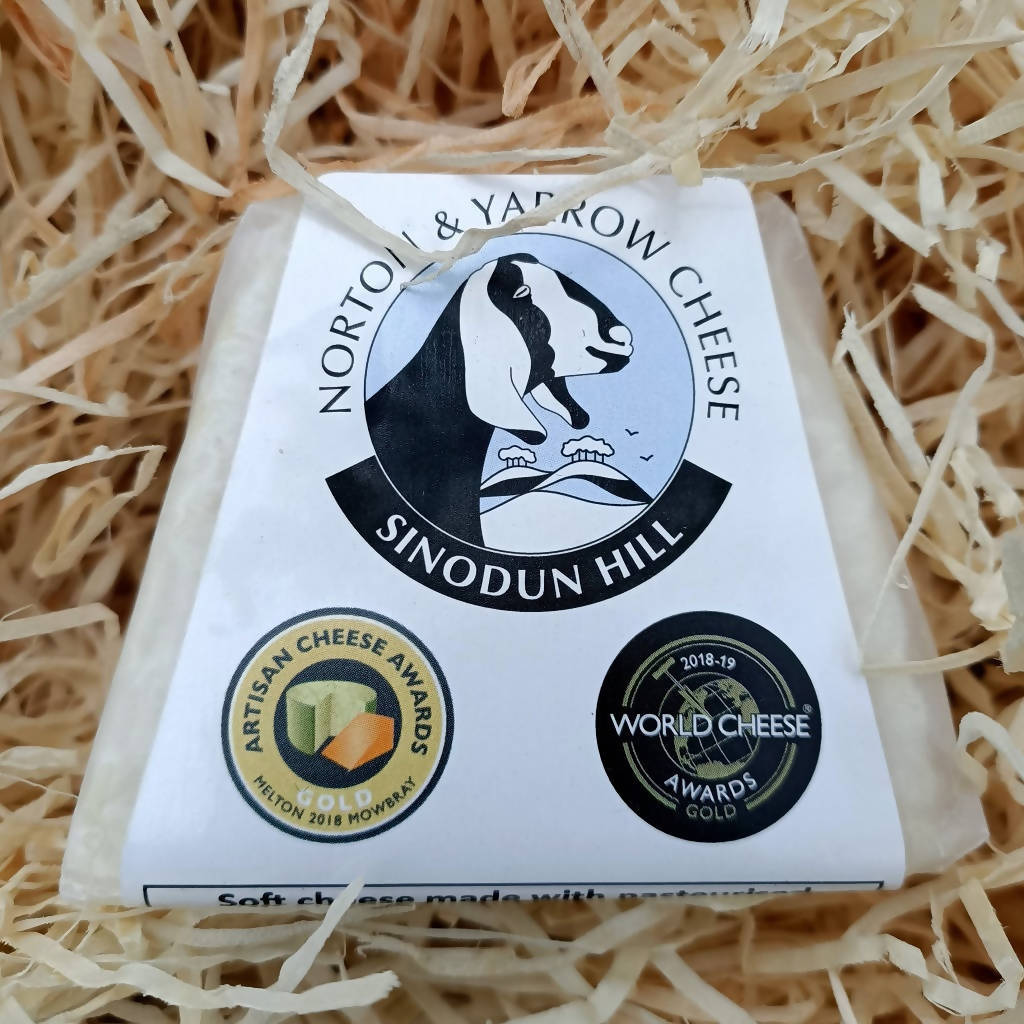 NORTON & YARROW CHEESE
SINODUN HILL
ARTISAN CHEESE AWARDS
GOLD
MELTON 2018 MOWBRAY
2018-19
WORLD CHEESE®
AWARDS
GOLD
Soft cheese made with pasteurised